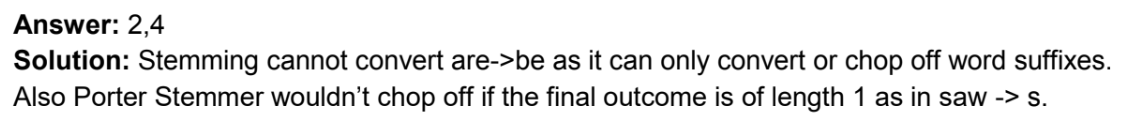 Answer: 2,4
Solution: Stemming cannot convert are->be as it can only convert or chop off word suffixes.
Also Porter Stemmer wouldn’t chop off if the final outcome is of length 1 as in saw -> s.